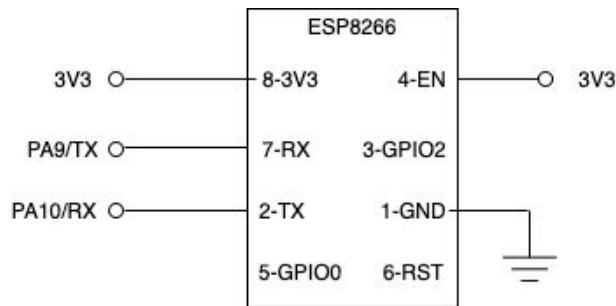 ESP8266
3V3 8-3V3 4-EN 3V3
PA9/TX 7-RX 3-GPIO2
PA10/RX 2-TX 1-GND
5-GPIO0 6-RST